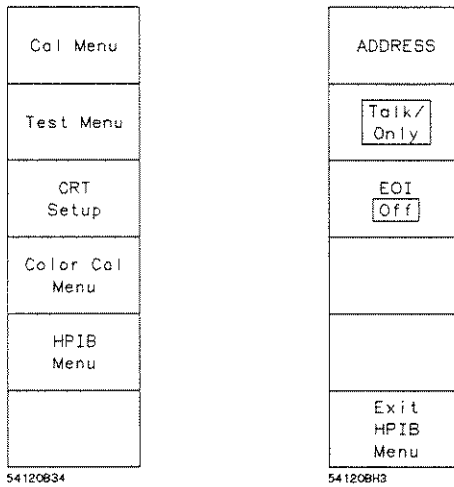 Cal Menu
Test Menu
CRT
Setup
Color Cal
Menu
HPIB
Menu
54120B34
ADDRESS
Talk/
Only
EOI
Off
Exit
HPIB
Menu
54120BH3